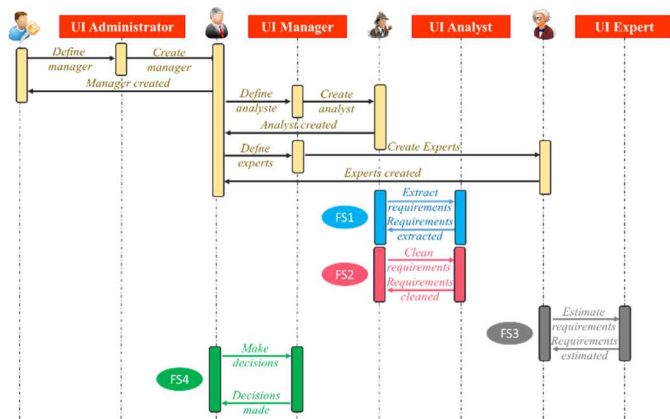 UI Administrator
UI Manager
UI Analyst
UI Expert
Define
manager
Create
manager
Manager created
Define
analyste
Create
analyst
Analyst created
Defne
experts
Create Experts
Experts created
FS1
Extract
requirements
Requirements
extracted
FS2
Clean
requirements
Requirements
cleaned
FS3
Estimate
requirements
Requirements
estimated
FS4
Make
decisions
Decisions
made